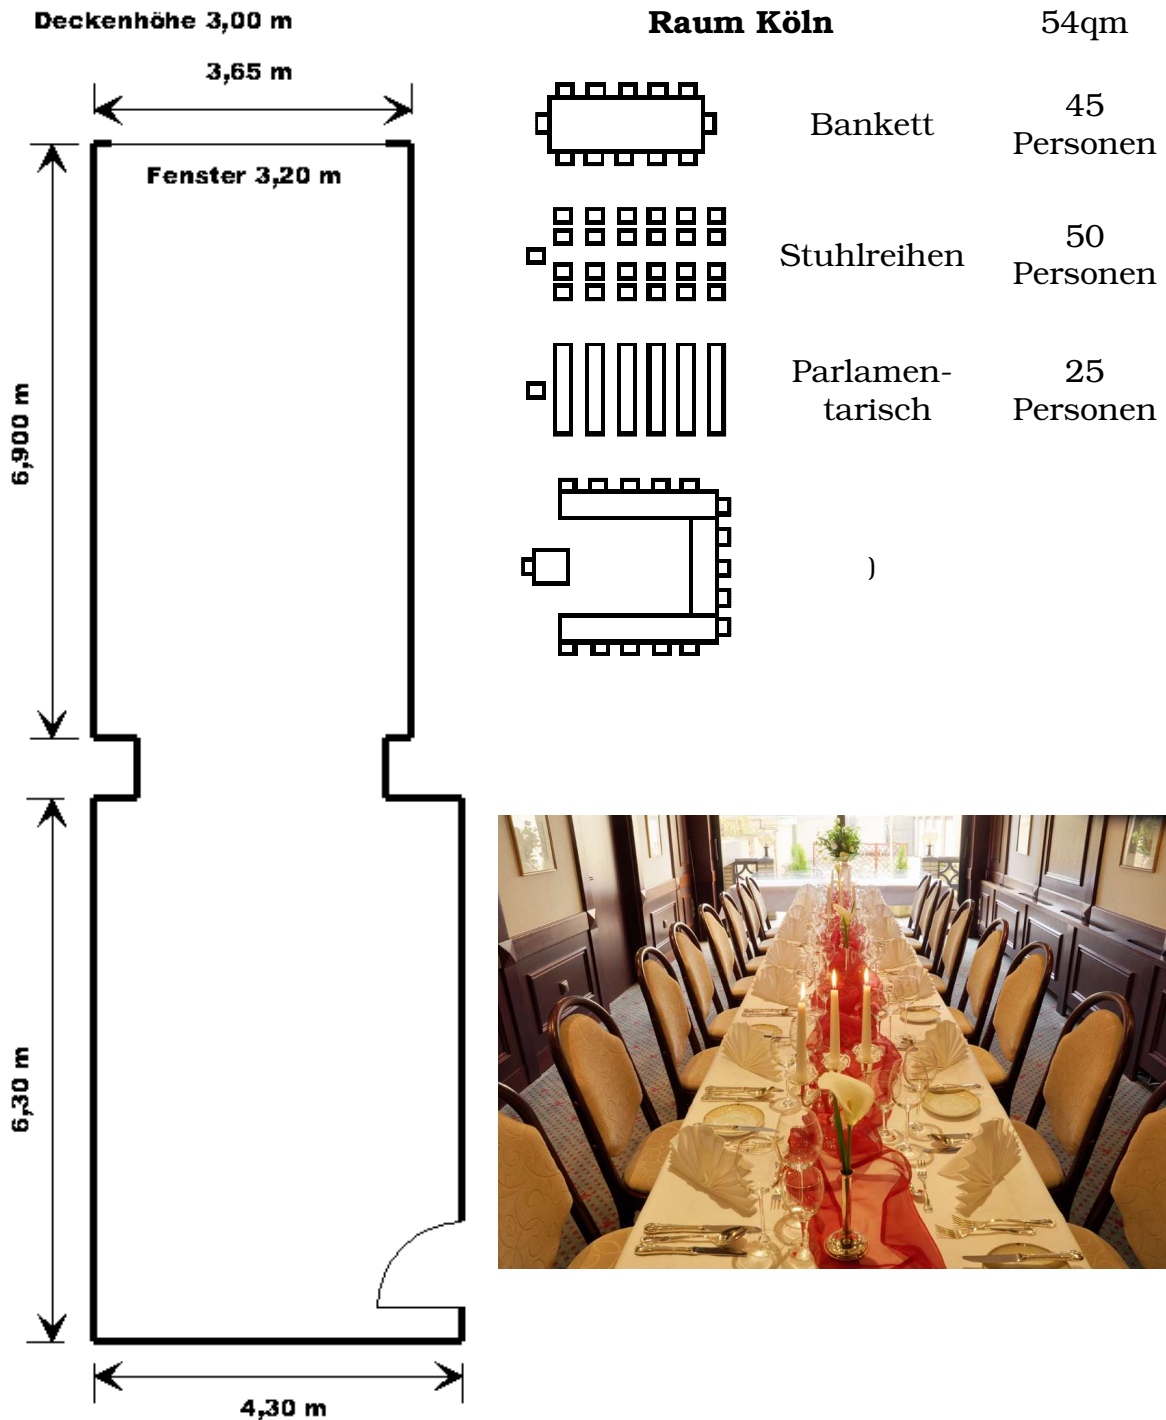 Deckenhöhe 3,00 m
3,65 m
Fenster 3,20 m
6,900 m
6,30 m
4,30 m
Raum Köln 54qm
Bankett 45
Personen
Stuhlreihen 50
Personen
Parlamen-
tarisch
25
Personen
)